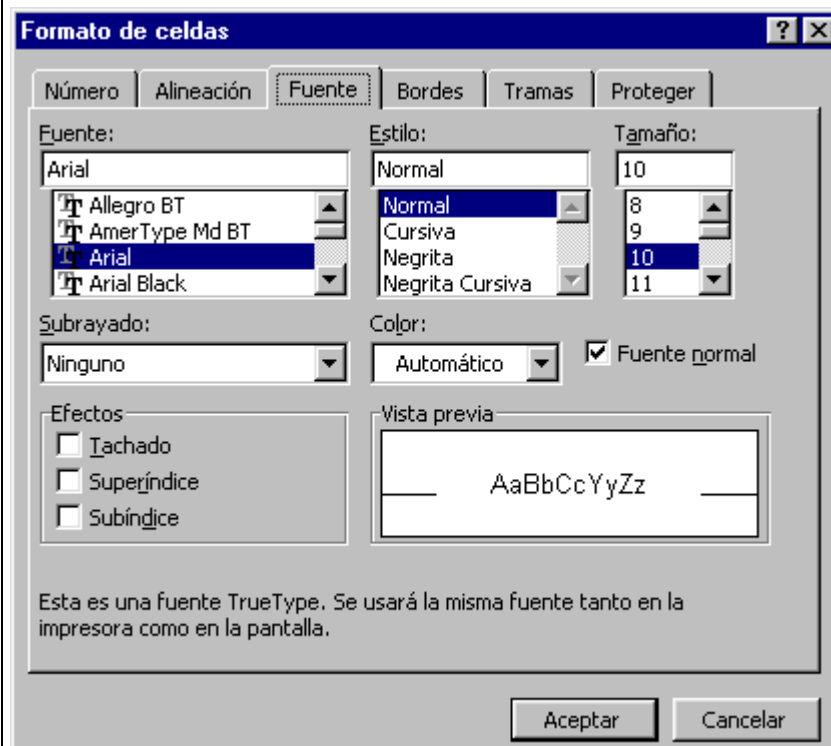 Formato de celdas
Número Alineación Fuente Bordes Tramas Proteger
Fuente: Estilo: Tamaño:
Arial Normal 10
Allegro BT Normal 8
AmerType Md BT Cursiva 9
Arial Negrita 10
Arial Black Negrita Cursiva 11
Subrayado: Color:
Ninguno Automático Fuente normal
Efectos Vista previa
Tachado
Superíndice AaBbCcYyZz
Subíndice
Esta es una fuente TrueType. Se usará la misma fuente tanto en la
impresora como en la pantalla.
Aceptar Cancelar